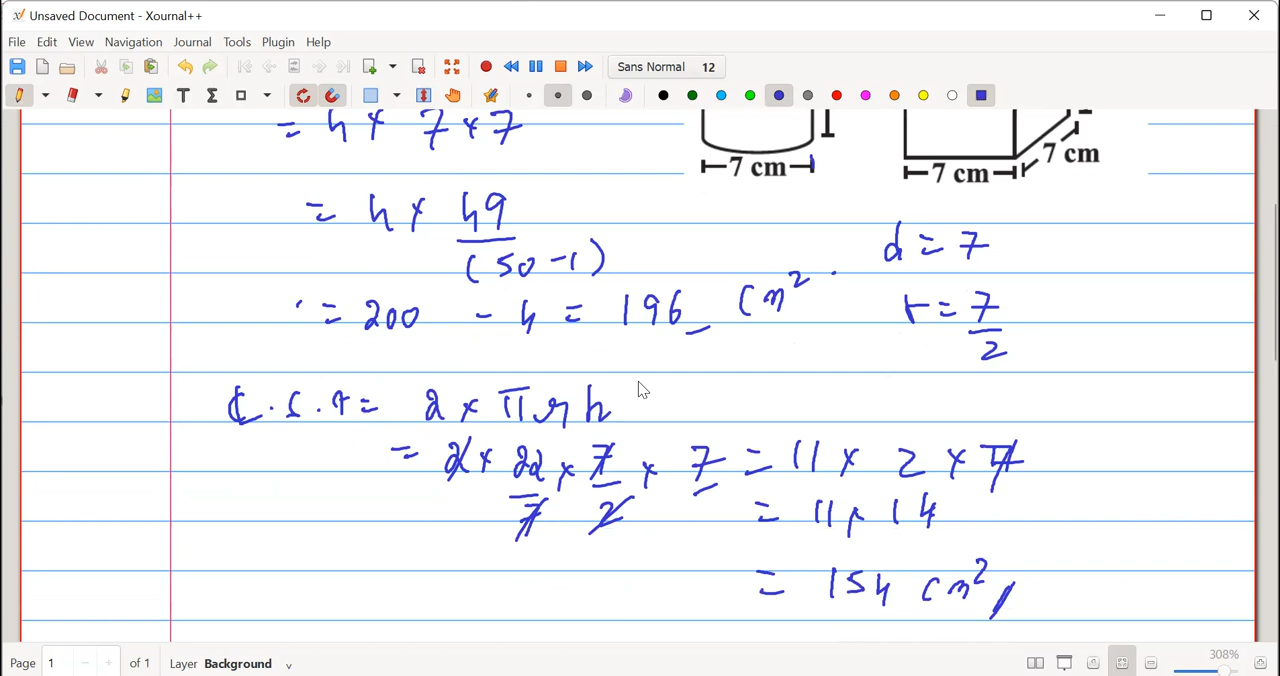 Unsaved Document - Xournal++
File Edit View Navigation Journal Tools Plugin Help
Sans Normal 12
= 4 × 7 × 7
7 cm
7 cm
7 cm
= 4 × 49
(50 - 1)
d = 7
= 200 - 4 = 196 cm².
r = 7/2
C.S.A = 2 × π r h
= 2 × 22/7 × 7/2 × 7 = 11 × 2 × 7
= 11 × 14
= 154 cm²
Page 1 of 1 Layer Background 308%